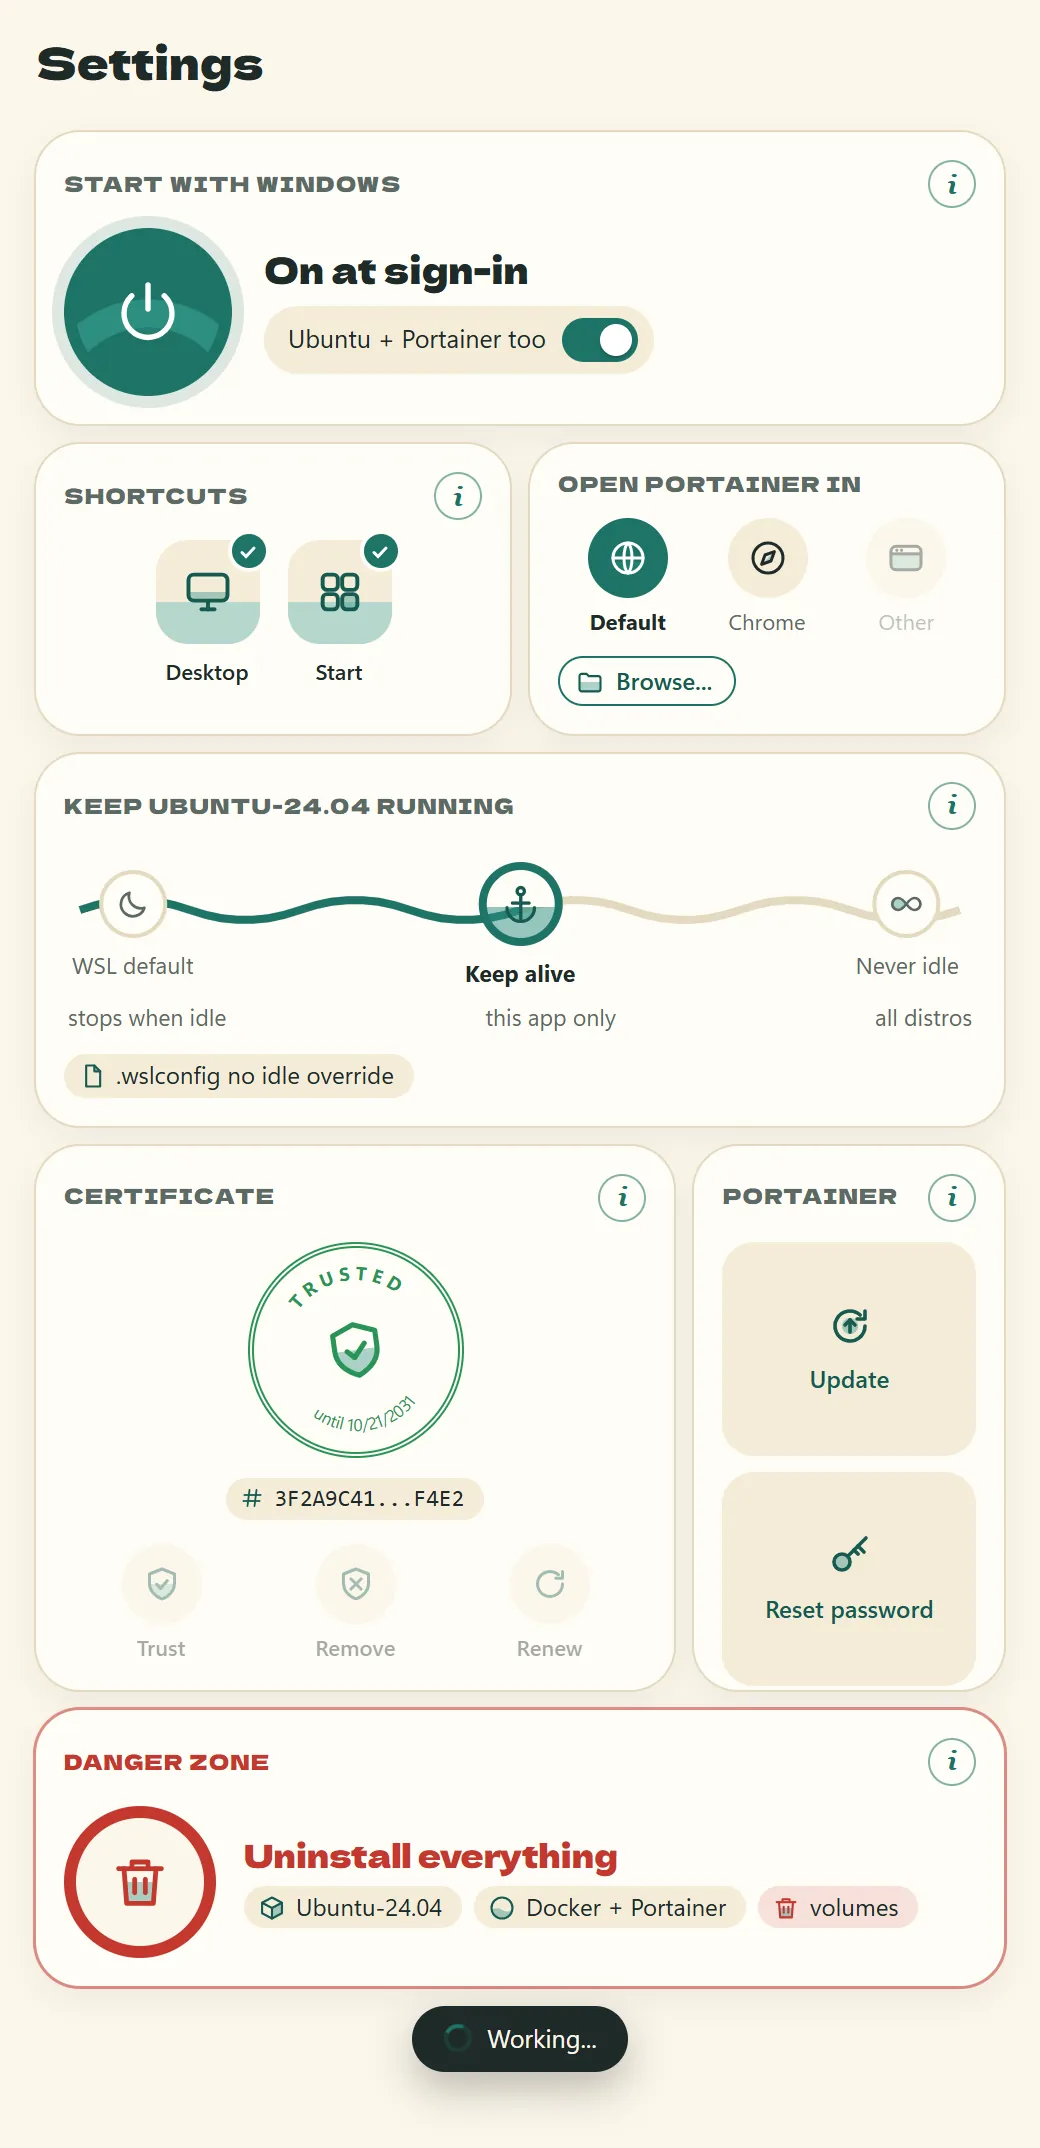 Settings
START WITH WINDOWS
i
On at sign-in
Ubuntu + Portainer too
SHORTCUTS
i
Desktop
Start
OPEN PORTAINER IN
Default
Chrome
Other
Browse...
KEEP UBUNTU-24.04 RUNNING
i
WSL default
Keep alive
Never idle
stops when idle
this app only
all distros
.wslconfig no idle override
CERTIFICATE
i
TRUSTED
until 10/21/2031
# 3F2A9C41...F4E2
Trust
Remove
Renew
PORTAINER
i
Update
Reset password
DANGER ZONE
i
Uninstall everything
Ubuntu-24.04
Docker + Portainer
volumes
Working...